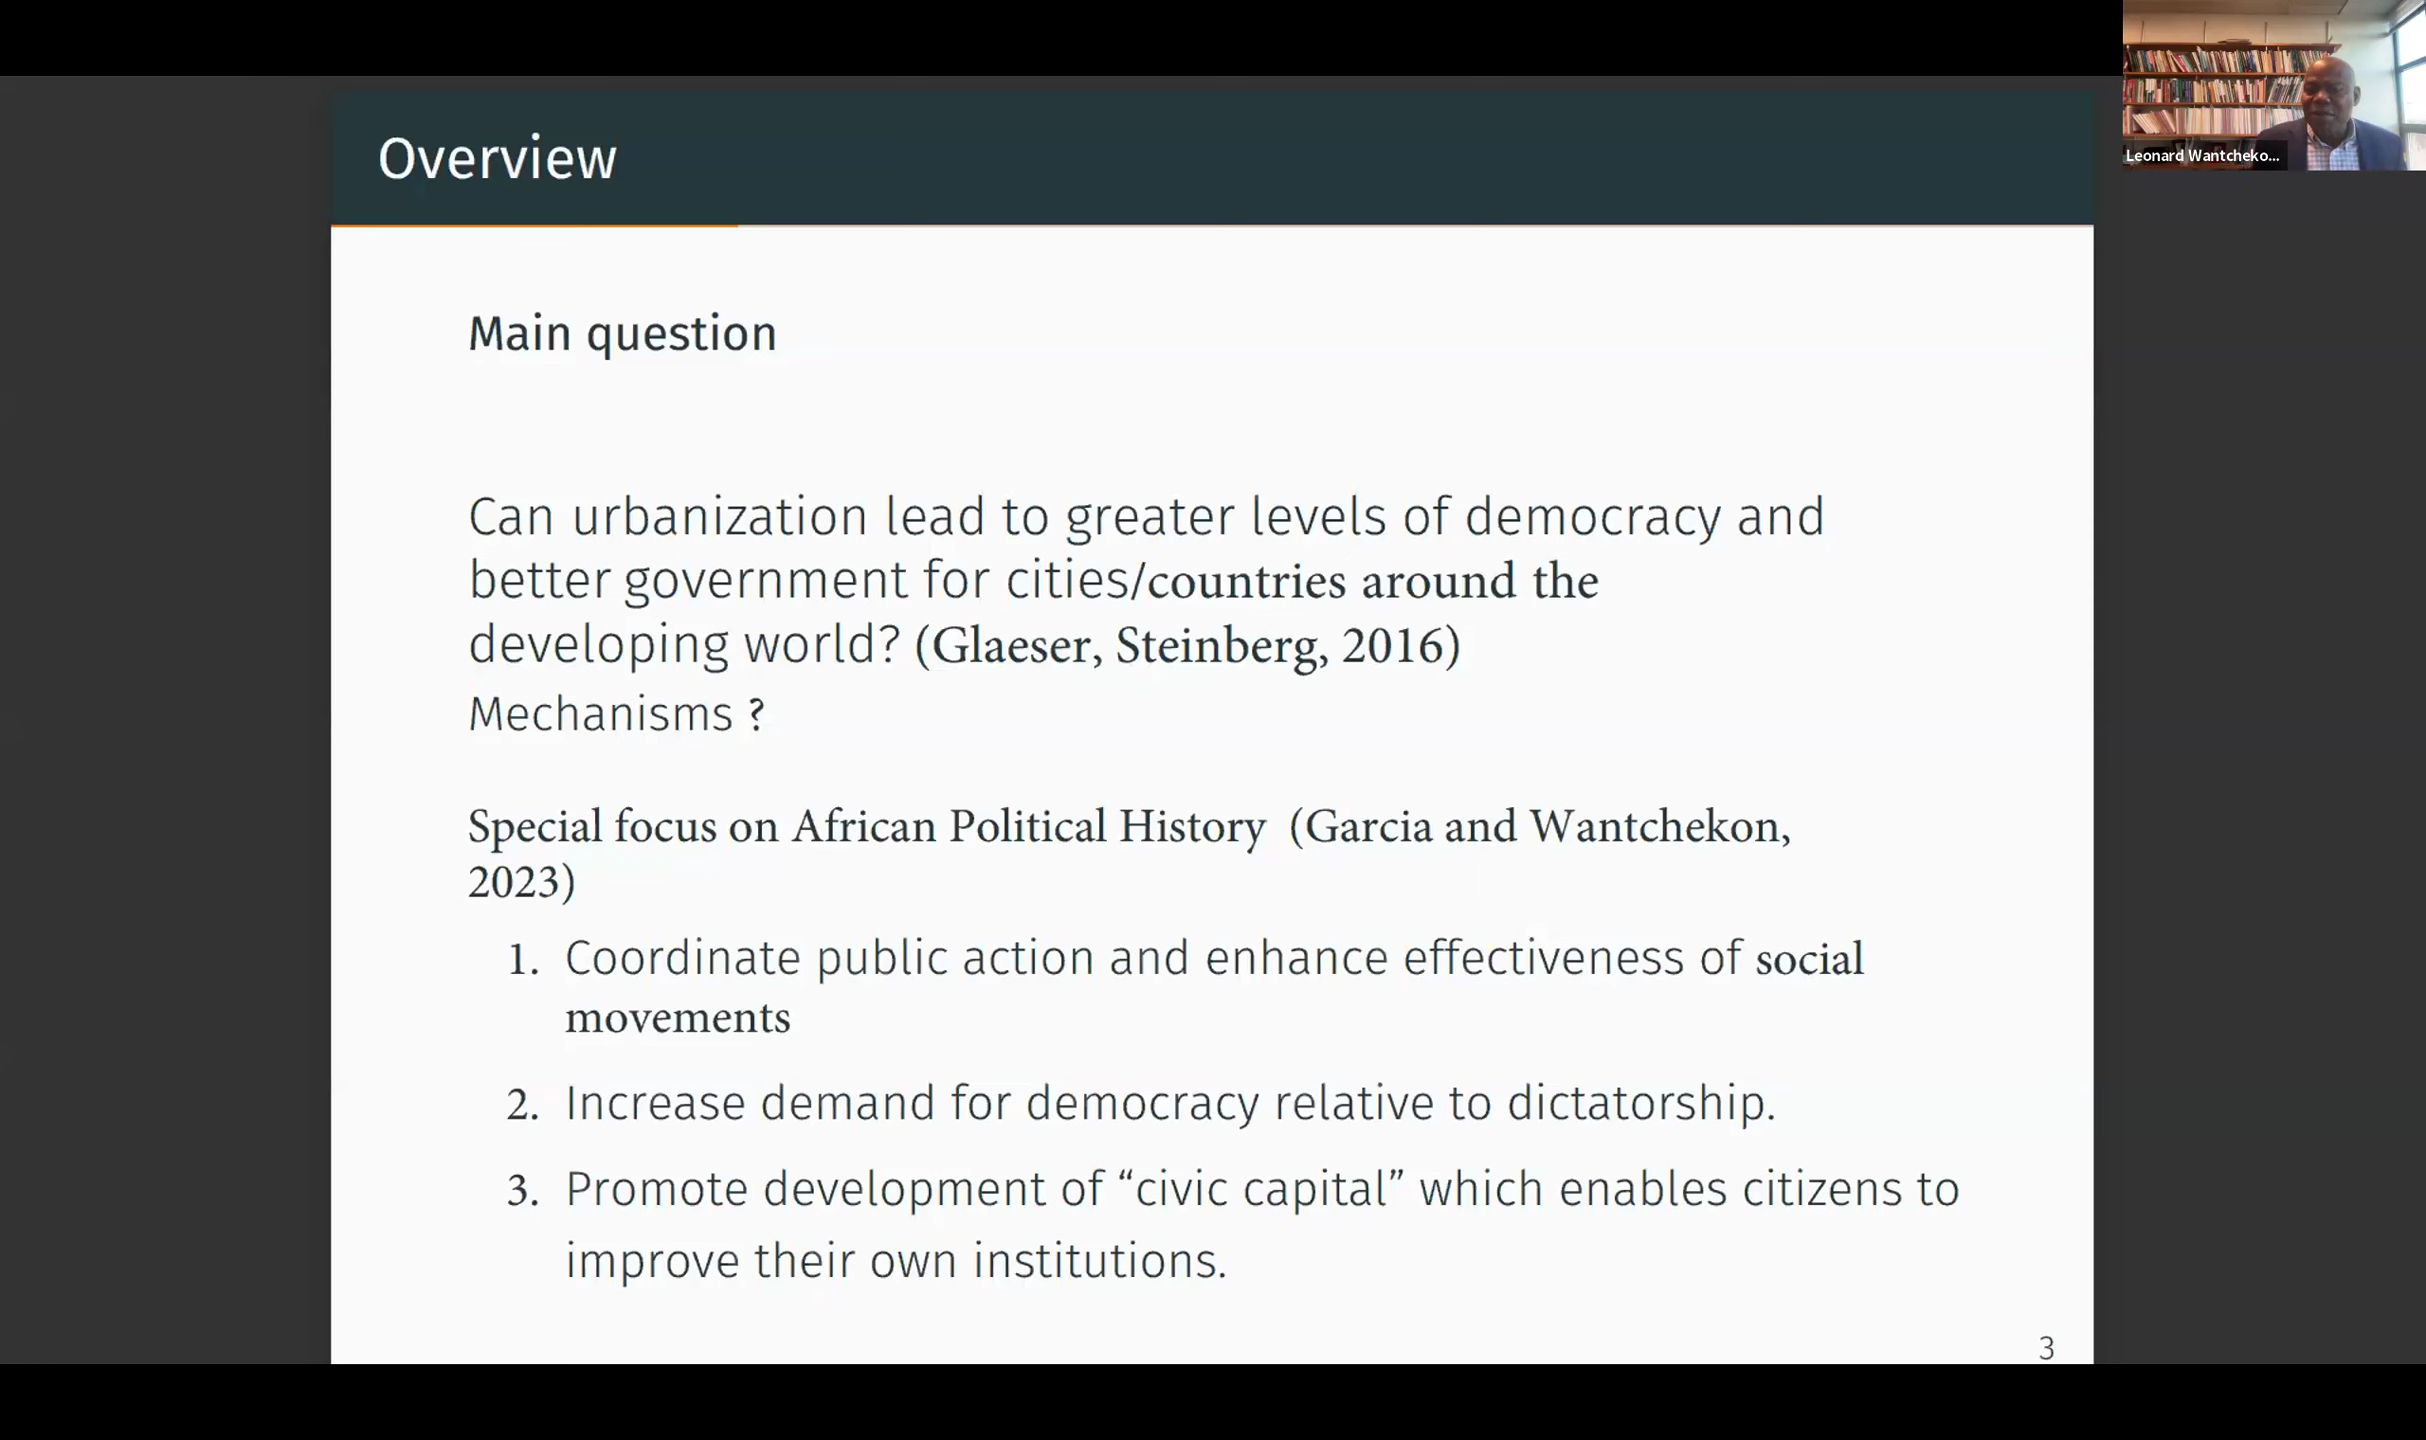 Overview
Leonard Wantcheko...
Main question
Can urbanization lead to greater levels of democracy and
better government for cities/countries around the
developing world? (Glaeser, Steinberg, 2016)
Mechanisms ?
Special focus on African Political History (Garcia and Wantchekon,
2023)
1. Coordinate public action and enhance effectiveness of social
movements
2. Increase demand for democracy relative to dictatorship.
3. Promote development of “civic capital” which enables citizens to
improve their own institutions.
3